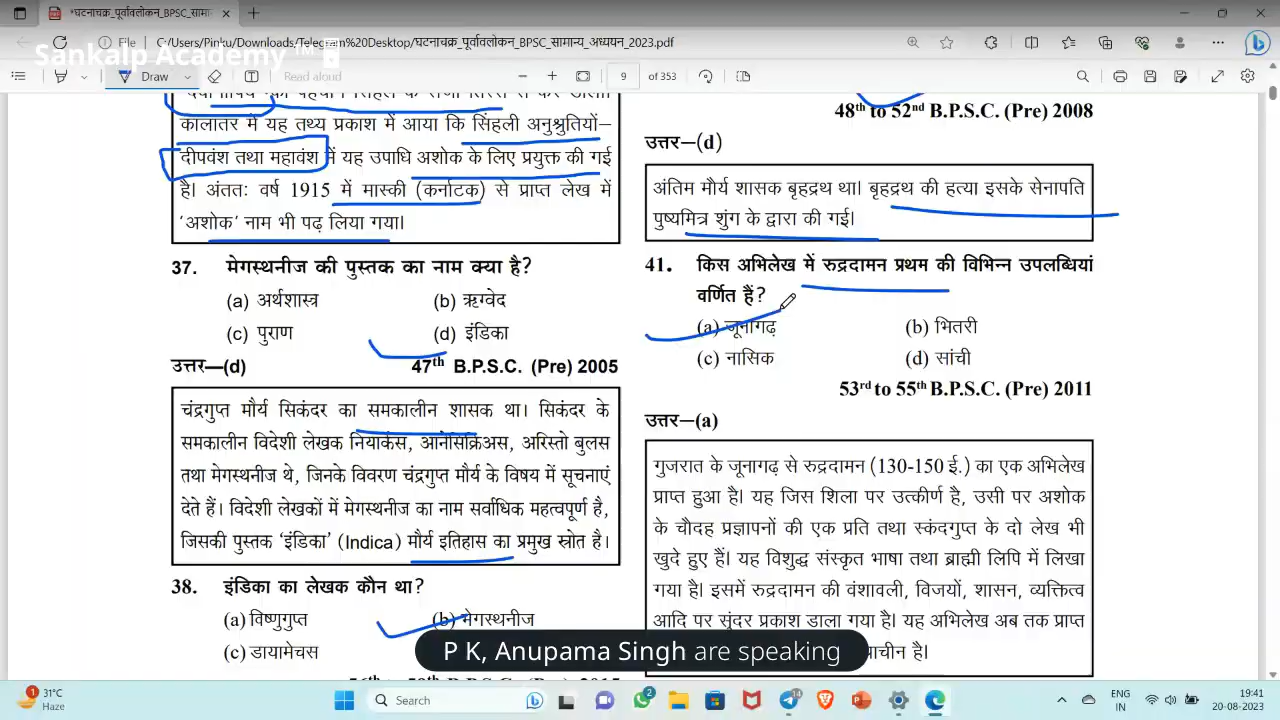 घटनाचक्र_पूर्वावलोकन_BPSC_सामान
File
C:/Users/Pinku/Downloads/Telegram%20Desktop/घटनाचक्र_पूर्वावलोकन_BPSC_सामान्य_अध्ययन_2023.pdf
Sankalp Academy ™
Draw
Read aloud
9 of 353
कालांतर में यह तथ्य प्रकाश में आया कि सिंहली अनुश्रुतियों–
दीपवंश तथा महावंश में यह उपाधि अशोक के लिए प्रयुक्त की गई
है। अंततः वर्ष 1915 में मास्की (कर्नाटक) से प्राप्त लेख में
'अशोक' नाम भी पढ़ लिया गया।
37. मेगस्थनीज की पुस्तक का नाम क्या है?
(a) अर्थशास्त्र (b) ऋग्वेद
(c) पुराण (d) इंडिका
उत्तर—(d) 47th B.P.S.C. (Pre) 2005
चंद्रगुप्त मौर्य सिकंदर का समकालीन शासक था। सिकंदर के
समकालीन विदेशी लेखक नियार्कस, आनेसिक्रिअस, अरिस्तो बुलस
तथा मेगस्थनीज थे, जिनके विवरण चंद्रगुप्त मौर्य के विषय में सूचनाएं
देते हैं। विदेशी लेखकों में मेगस्थनीज का नाम सर्वाधिक महत्वपूर्ण है,
जिसकी पुस्तक 'इंडिका' (Indica) मौर्य इतिहास का प्रमुख स्त्रोत है।
38. इंडिका का लेखक कौन था?
(a) विष्णुगुप्त (b) मेगस्थनीज
(c) डायामेचस
48th to 52nd B.P.S.C. (Pre) 2008
उत्तर—(d)
अंतिम मौर्य शासक बृहद्रथ था। बृहद्रथ की हत्या इसके सेनापति
पुष्यमित्र शुंग के द्वारा की गई।
41. किस अभिलेख में रुद्रदामन प्रथम की विभिन्न उपलब्धियां
वर्णित हैं?
(a) जूनागढ़ (b) भितरी
(c) नासिक (d) सांची
53rd to 55th B.P.S.C. (Pre) 2011
उत्तर—(a)
गुजरात के जूनागढ़ से रुद्रदामन (130-150 ई.) का एक अभिलेख
प्राप्त हुआ है। यह जिस शिला पर उत्कीर्ण है, उसी पर अशोक
के चौदह प्रज्ञापनों की एक प्रति तथा स्कंदगुप्त के दो लेख भी
खुदे हुए हैं। यह विशुद्ध संस्कृत भाषा तथा ब्राह्मी लिपि में लिखा
गया है। इसमें रुद्रदामन की वंशावली, विजयों, शासन, व्यक्तित्व
आदि पर सुंदर प्रकाश डाला गया है। यह अभिलेख अब तक प्राप्त
P K, Anupama Singh are speaking
31°C
Haze
Search
ENG
IN
19:41
20-08-2023